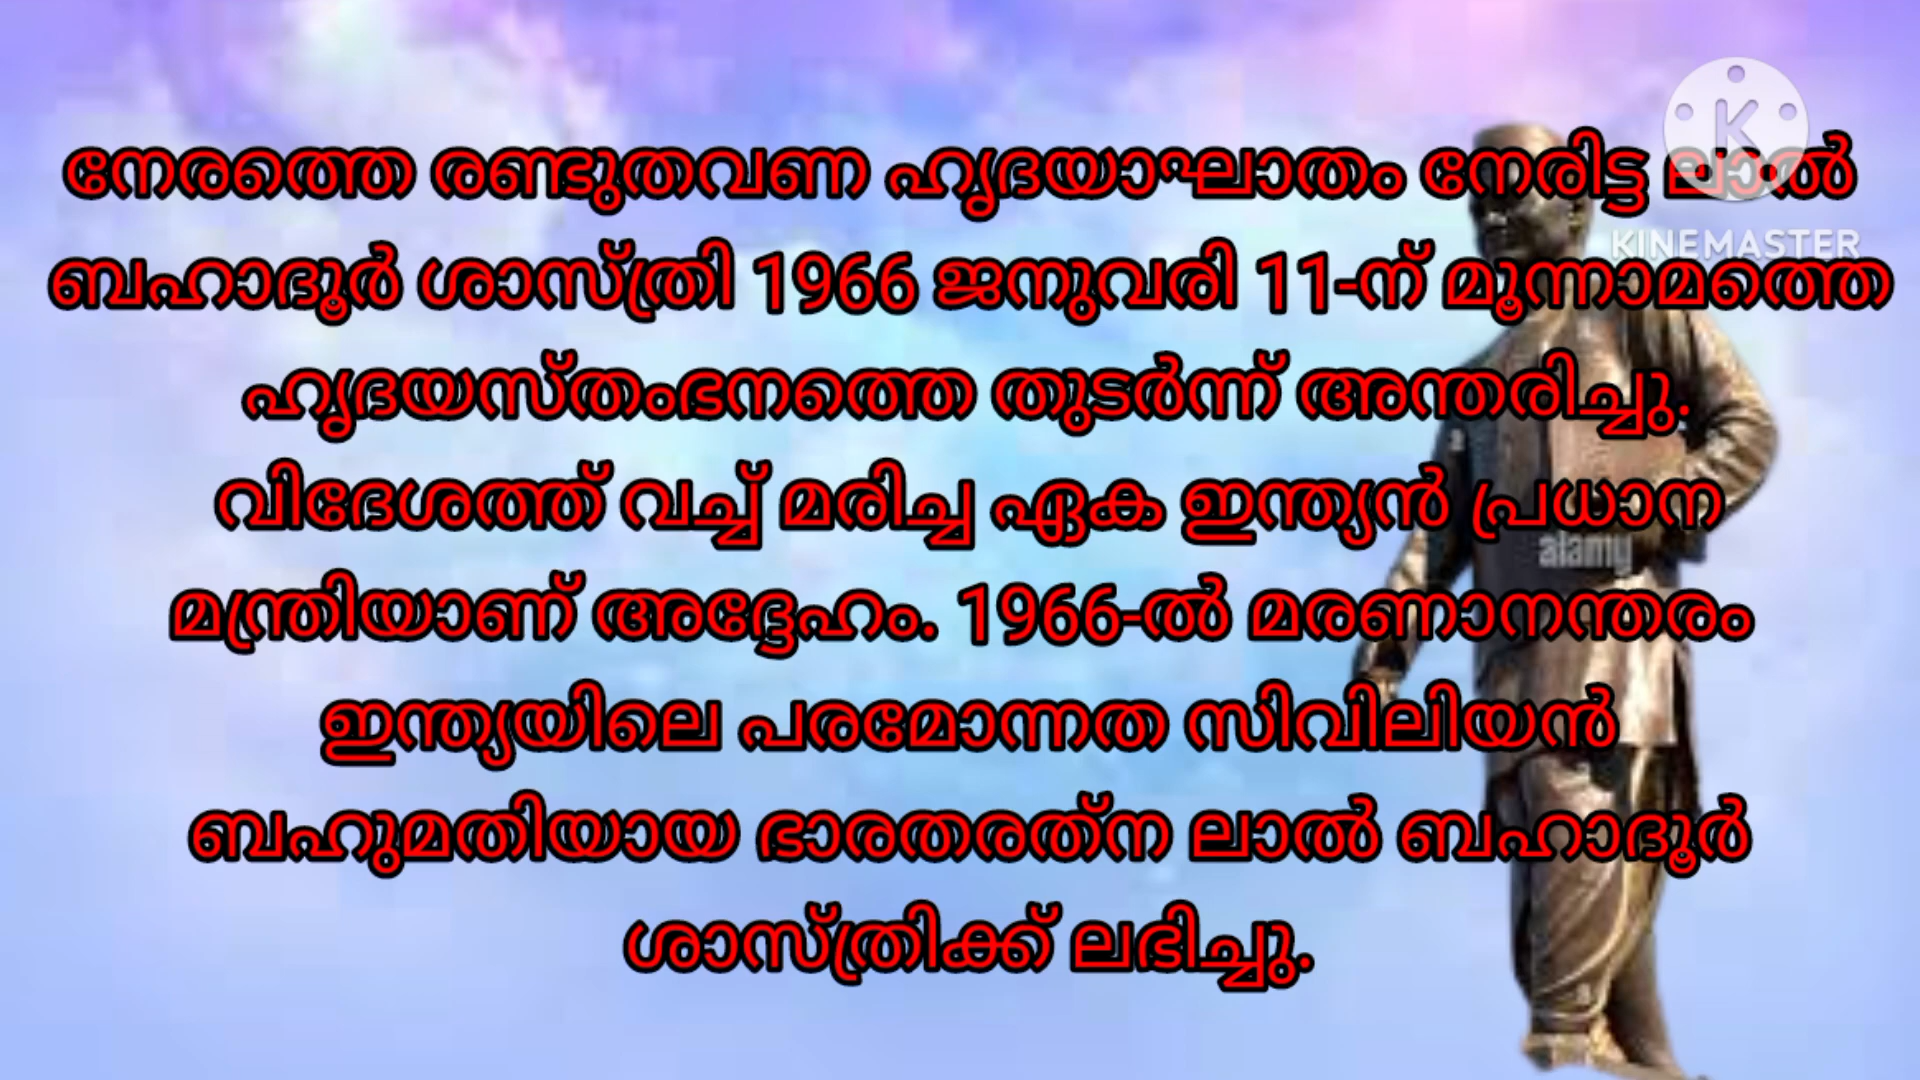 നേരത്തെ രണ്ടുതവണ ഹൃദയാഘാതം നേരിട്ട ലാൽ
KINEMASTER
ബഹാദൂർ ശാസ്ത്രി 1966 ജനുവരി 11-ന് മൂന്നാമത്തെ
ഹൃദയസ്തംഭനത്തെ തുടർന്ന് അന്തരിച്ചു.
വിദേശത്ത് വച്ച് മരിച്ച ഏക ഇന്ത്യൻ പ്രധാന
alamy
മന്ത്രിയാണ് അദ്ദേഹം. 1966-ൽ മരണാനന്തരം
ഇന്ത്യയിലെ പരമോന്നത സിവിലിയൻ
ബഹുമതിയായ ഭാരതരത്ന ലാൽ ബഹാദൂർ
ശാസ്ത്രിക്ക് ലഭിച്ചു.